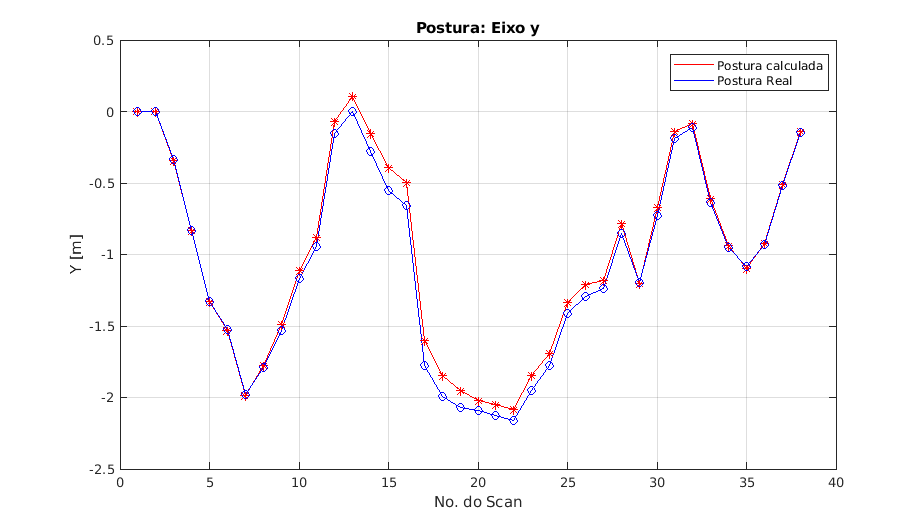 Postura: Eixo y
Postura calculada
Postura Real
Y [m]
0.5
0
-0.5
-1
-1.5
-2
-2.5
0 5 10 15 20 25 30 35 40
No. do Scan